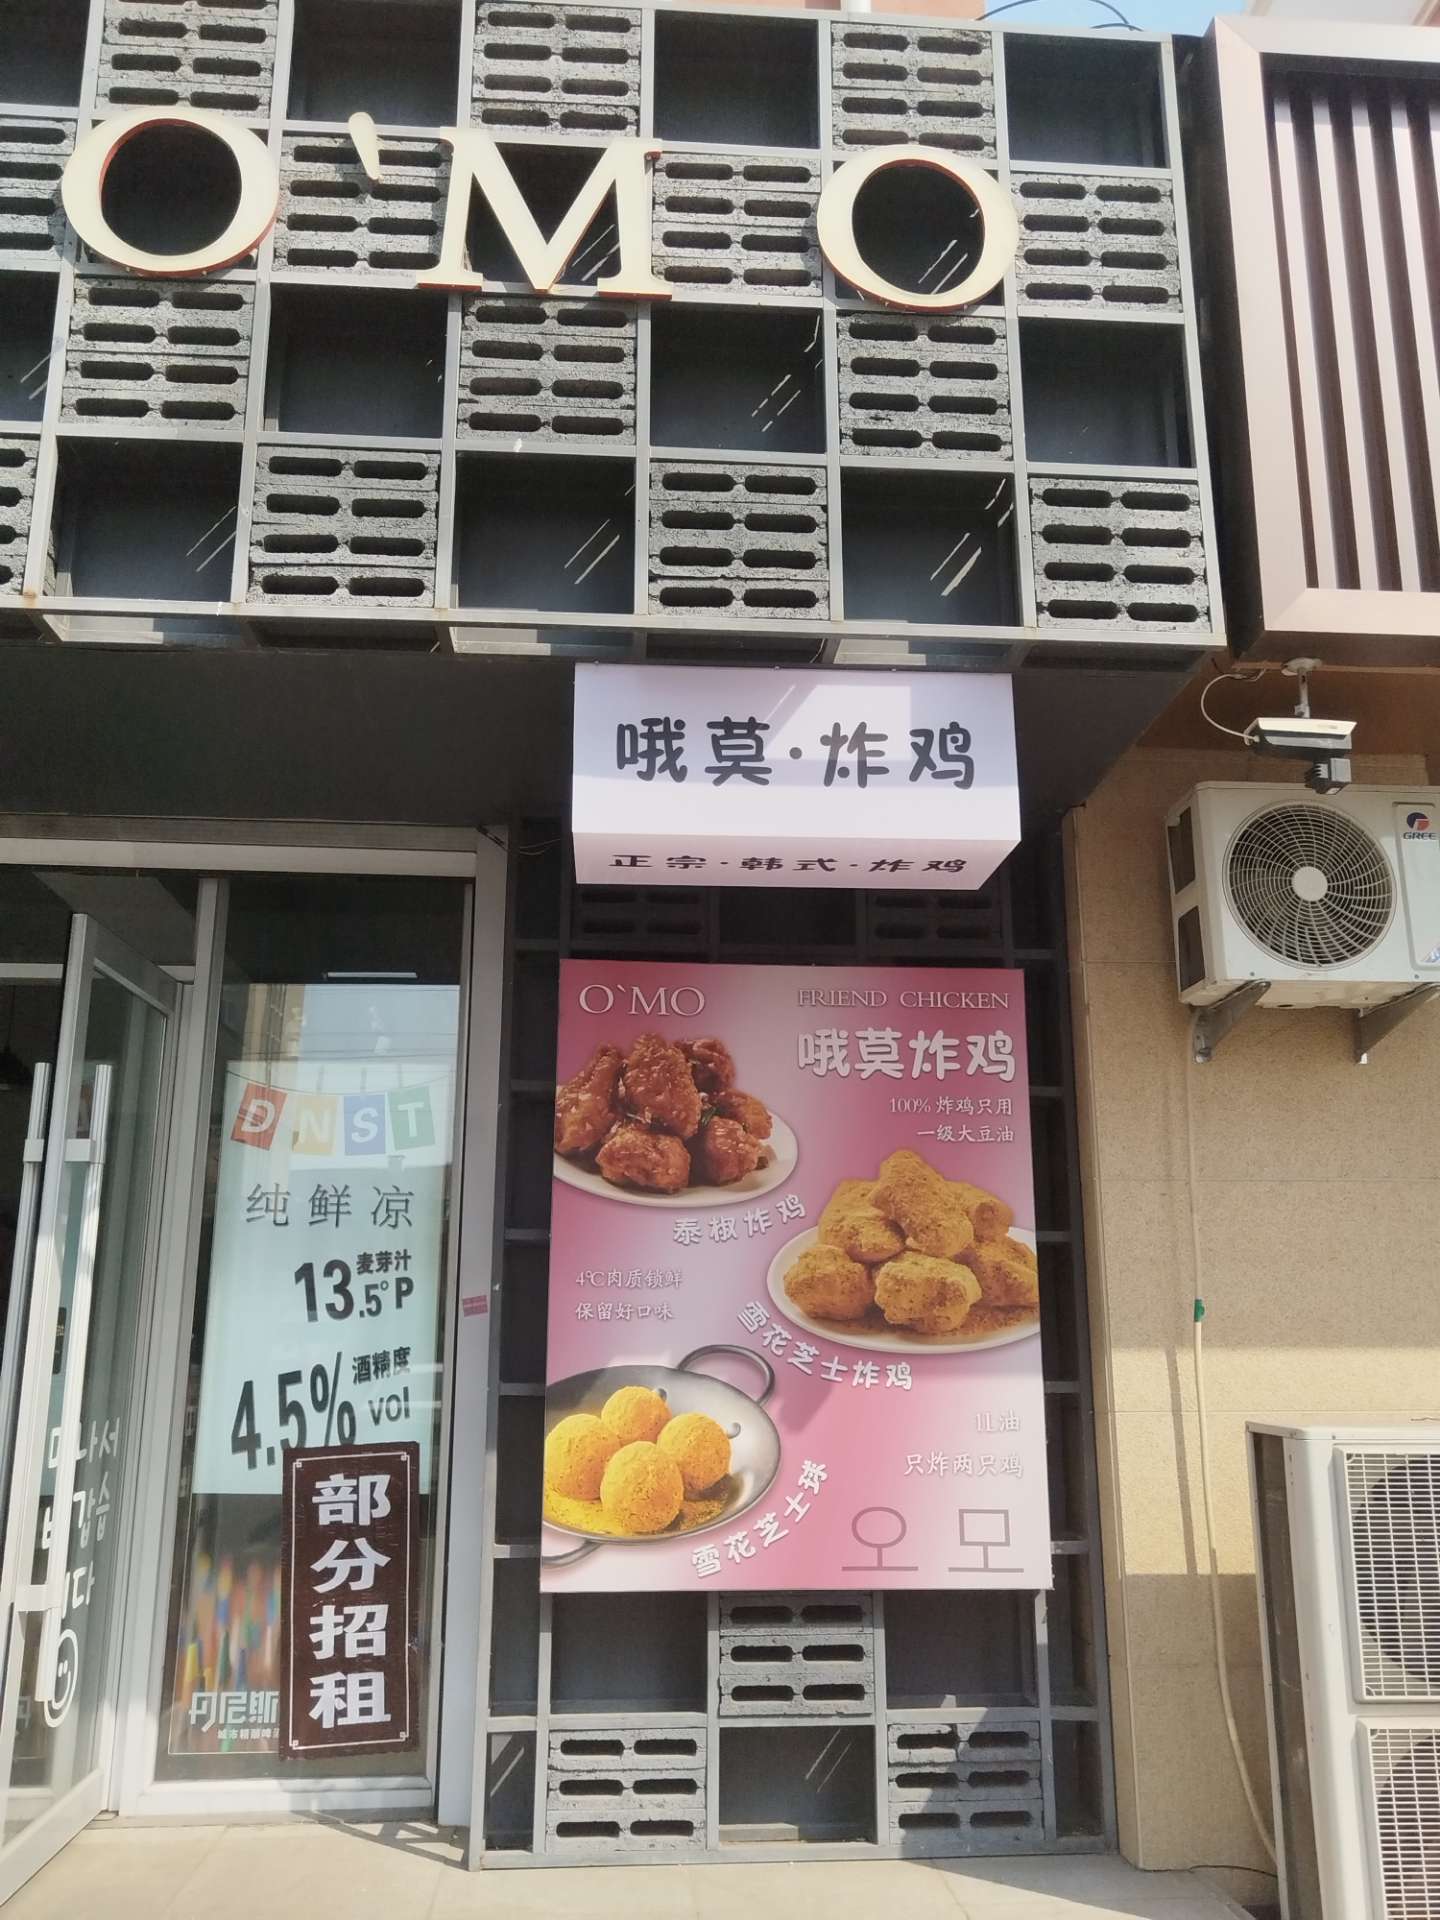 O`MO
哦莫·炸鸡
正宗·韩式·炸鸡
GREE
O`MO
FRIEND CHICKEN
哦莫炸鸡
100% 炸鸡只用
一级大豆油
泰椒炸鸡
4℃肉质锁鲜
保留好口味
雪花芝士炸鸡
1L油
只炸两只鸡
雪花芝士球
오모
DNST
纯鲜凉
13.5°P
麦芽汁
4.5%
酒精度
VOl
部分招租
丹尼斯